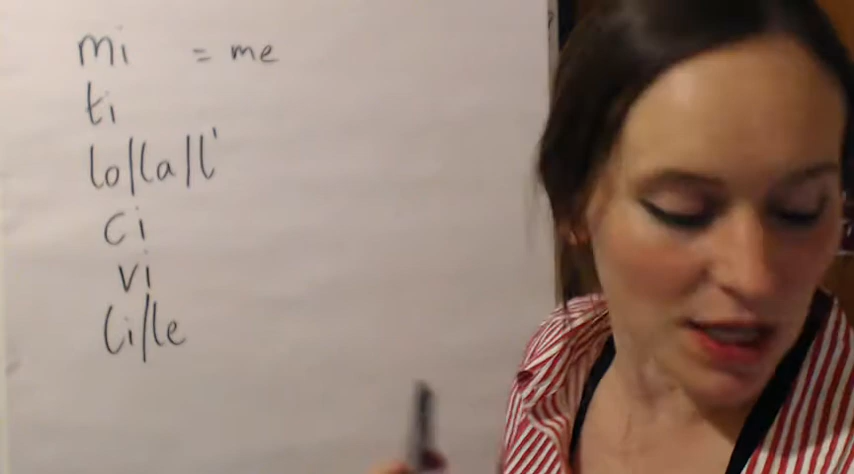 mi = me
ti
lo/la/l'
ci
vi
li/le